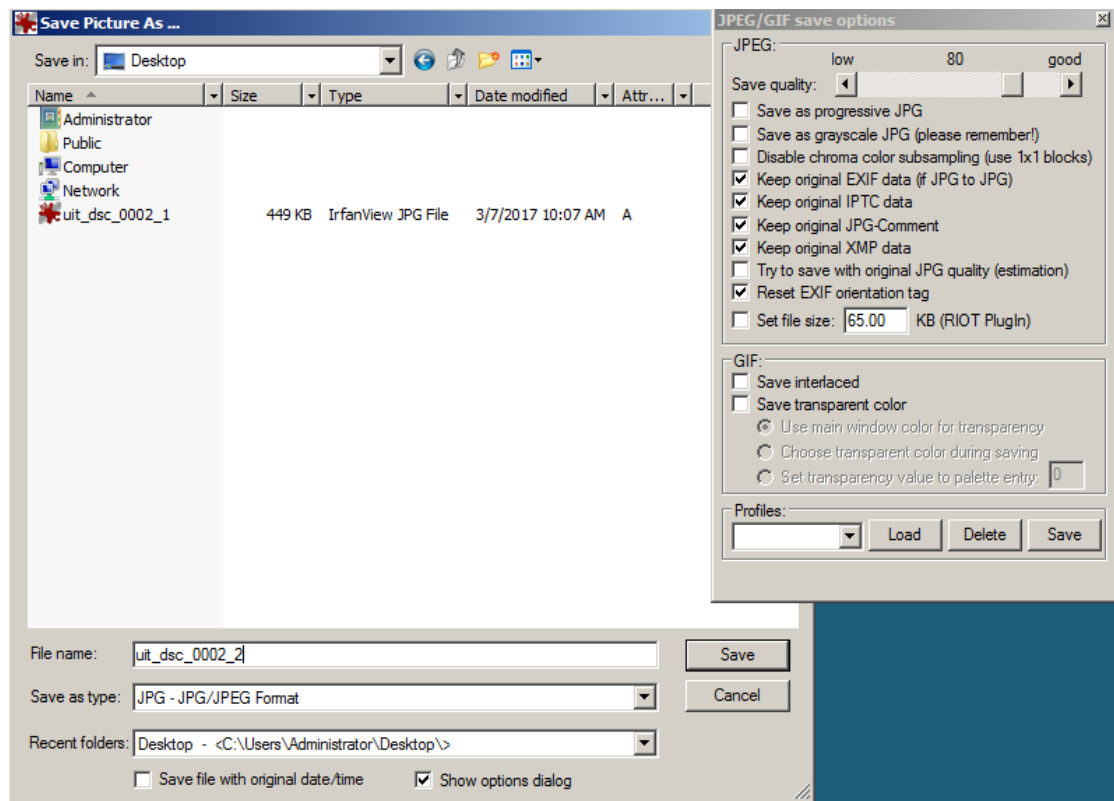 Save Picture As ...
Save in: Desktop
Name Size Type Date modified Attr...
Administrator
Public
Computer
Network
uit_dsc_0002_1 449 KB IrfanView JPG File 3/7/2017 10:07 AM A
File name: uit_dsc_0002_2 Save
Save as type: JPG - JPG/JPEG Format Cancel
Recent folders: Desktop - <C:\Users\Administrator\Desktop\>
Save file with original date/time Show options dialog
JPEG/GIF save options
JPEG:
low 80 good
Save quality:
Save as progressive JPG
Save as grayscale JPG (please remember!)
Disable chroma color subsampling (use 1x1 blocks)
Keep original EXIF data (if JPG to JPG)
Keep original IPTC data
Keep original JPG-Comment
Keep original XMP data
Try to save with original JPG quality (estimation)
Reset EXIF orientation tag
Set file size: 65.00 KB (RIOT PlugIn)
GIF:
Save interlaced
Save transparent color
Use main window color for transparency
Choose transparent color during saving
Set transparency value to palette entry: 0
Profiles:
Load Delete Save